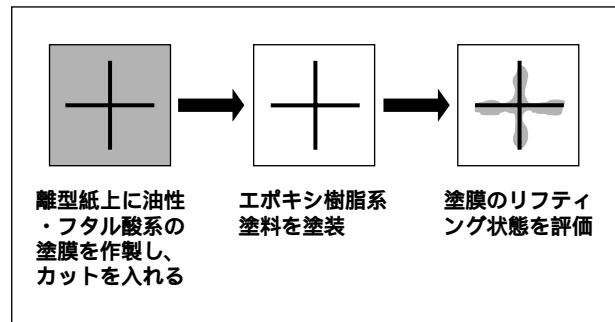 離型紙上に油性
・フタル酸系の
塗膜を作製し、
カットを入れる
エポキシ樹脂系
塗料を塗装
塗膜のリフティ
ング状態を評価